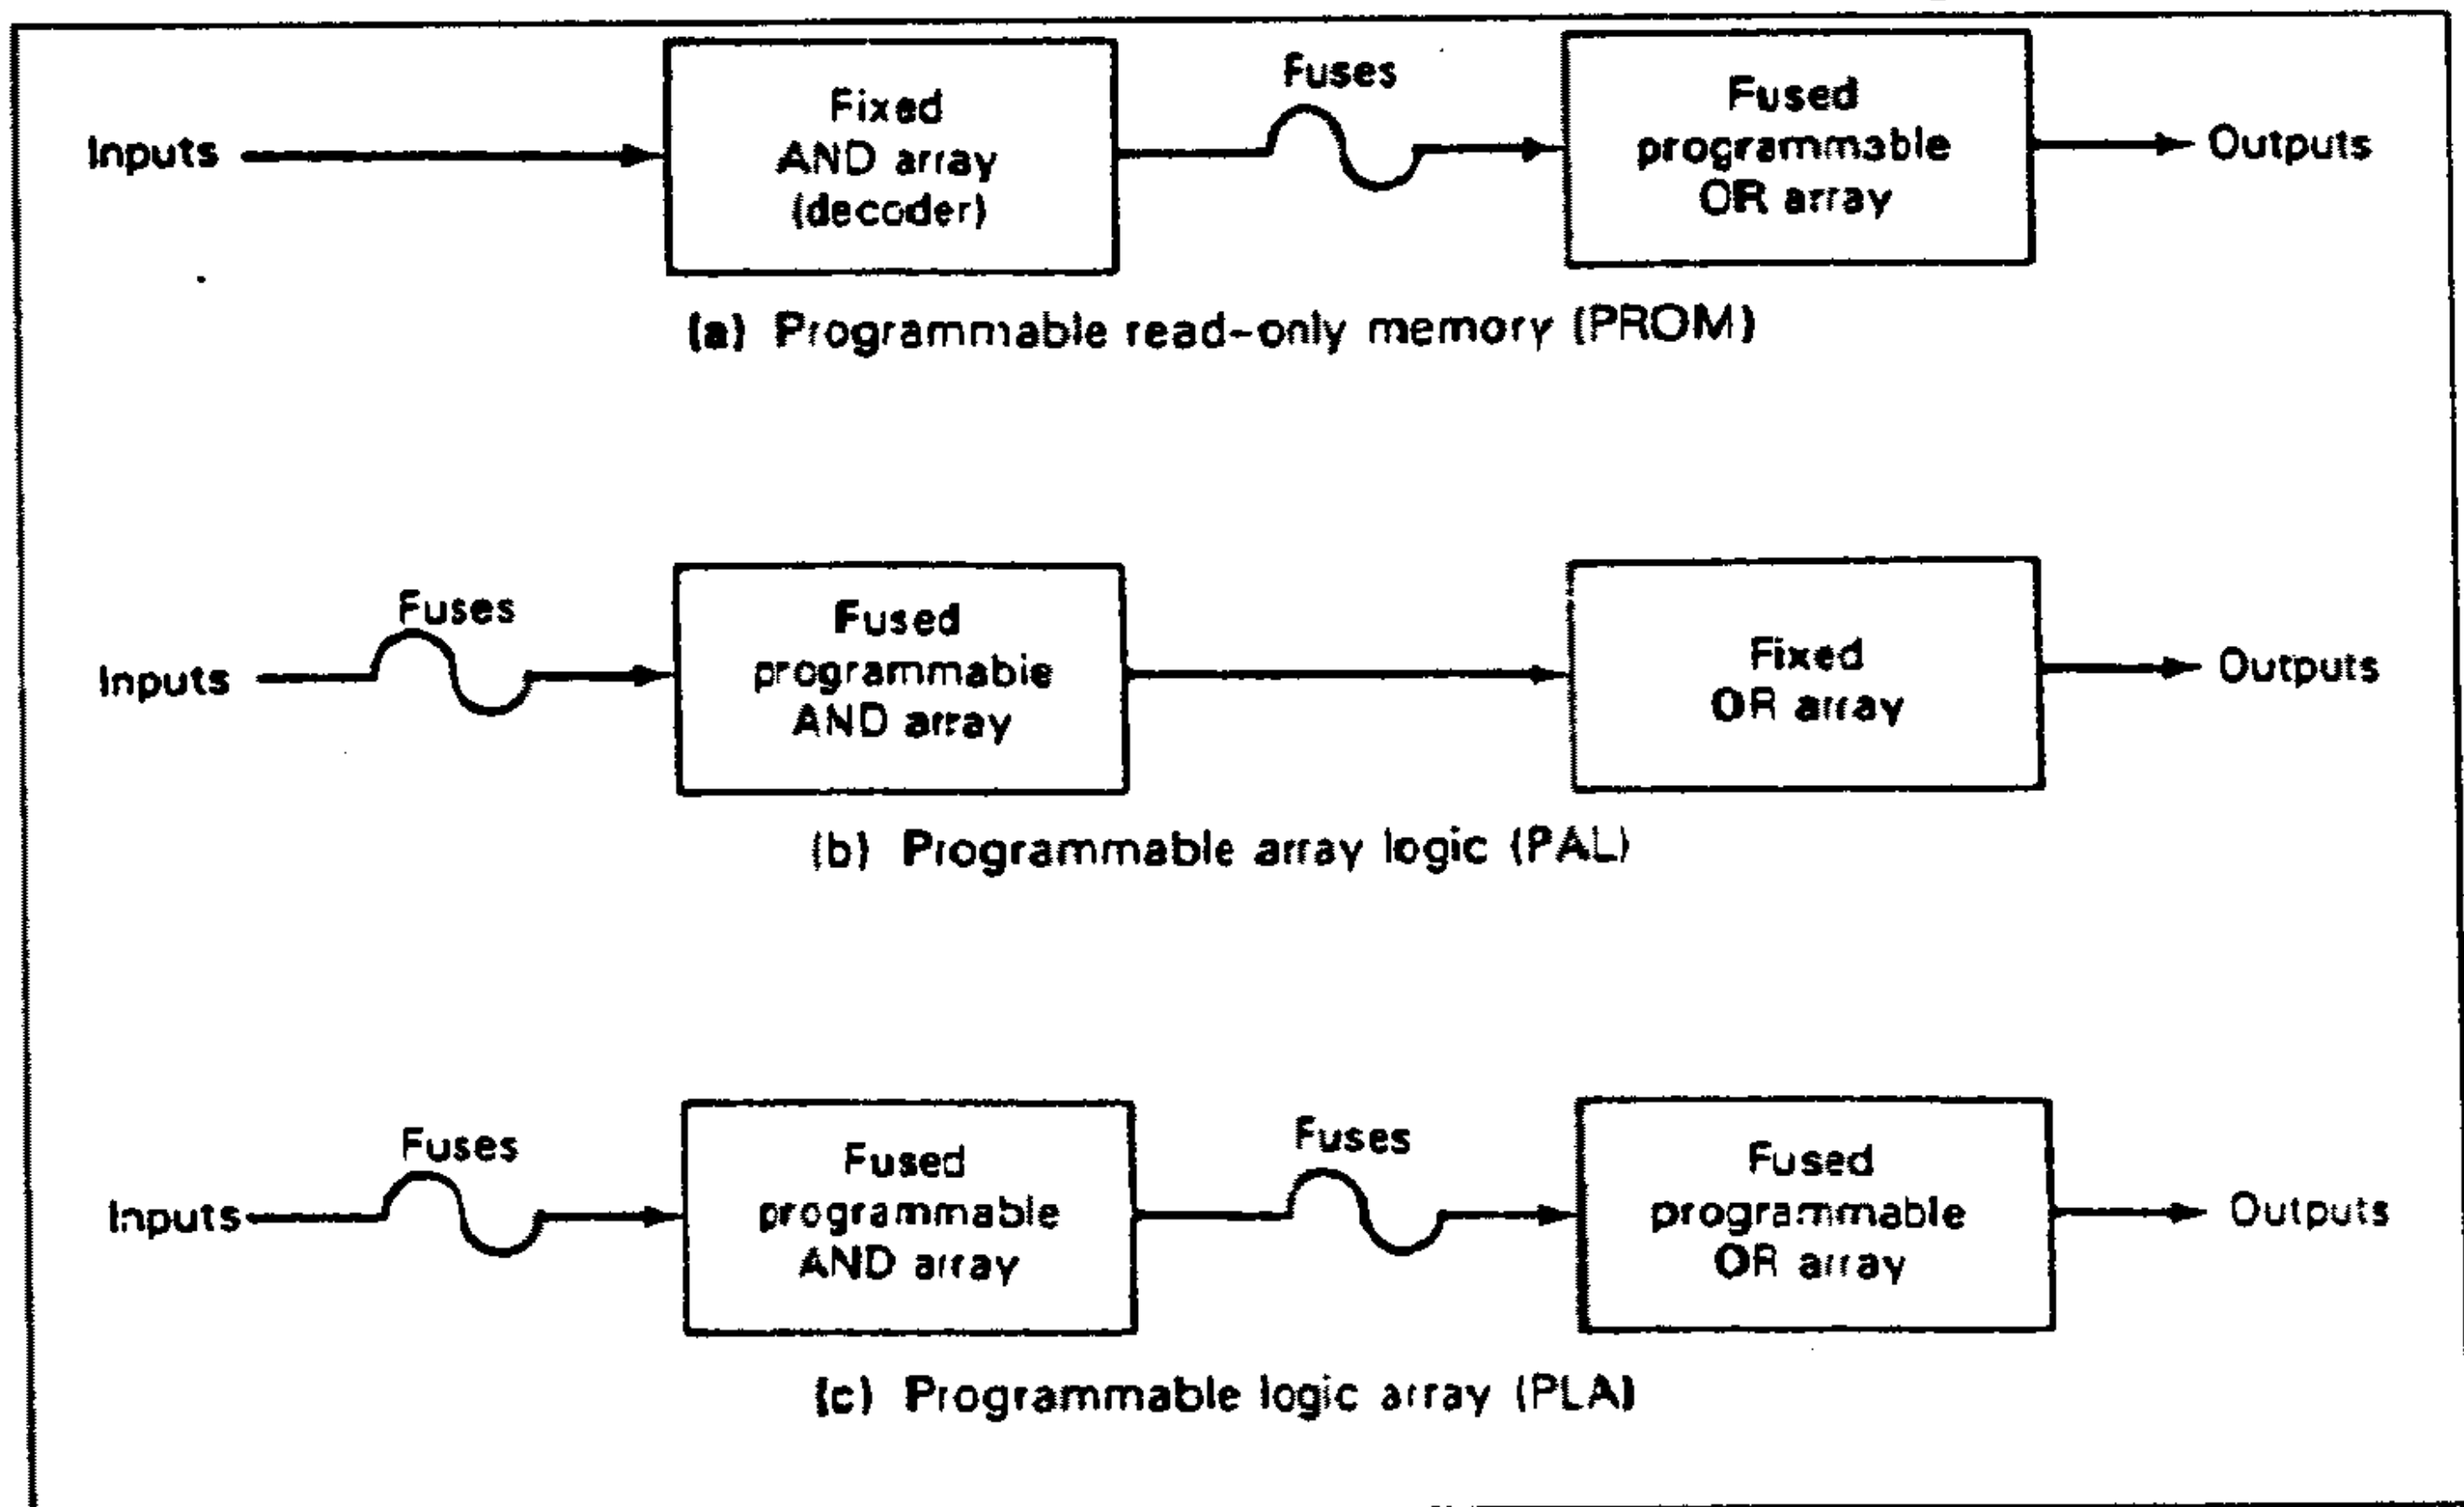 Fuses
Inputs
Fixed
AND array
(decoder)
Fused
programmable
OR array
Outputs
(a) Programmable read-only memory (PROM)
Fuses
Inputs
Fused
programmable
AND array
Fixed
OR array
Outputs
(b) Programmable array logic (PAL)
Fuses
Inputs
Fused
programmable
AND array
Fuses
Fused
programmable
OR array
Outputs
(c) Programmable logic array (PLA)